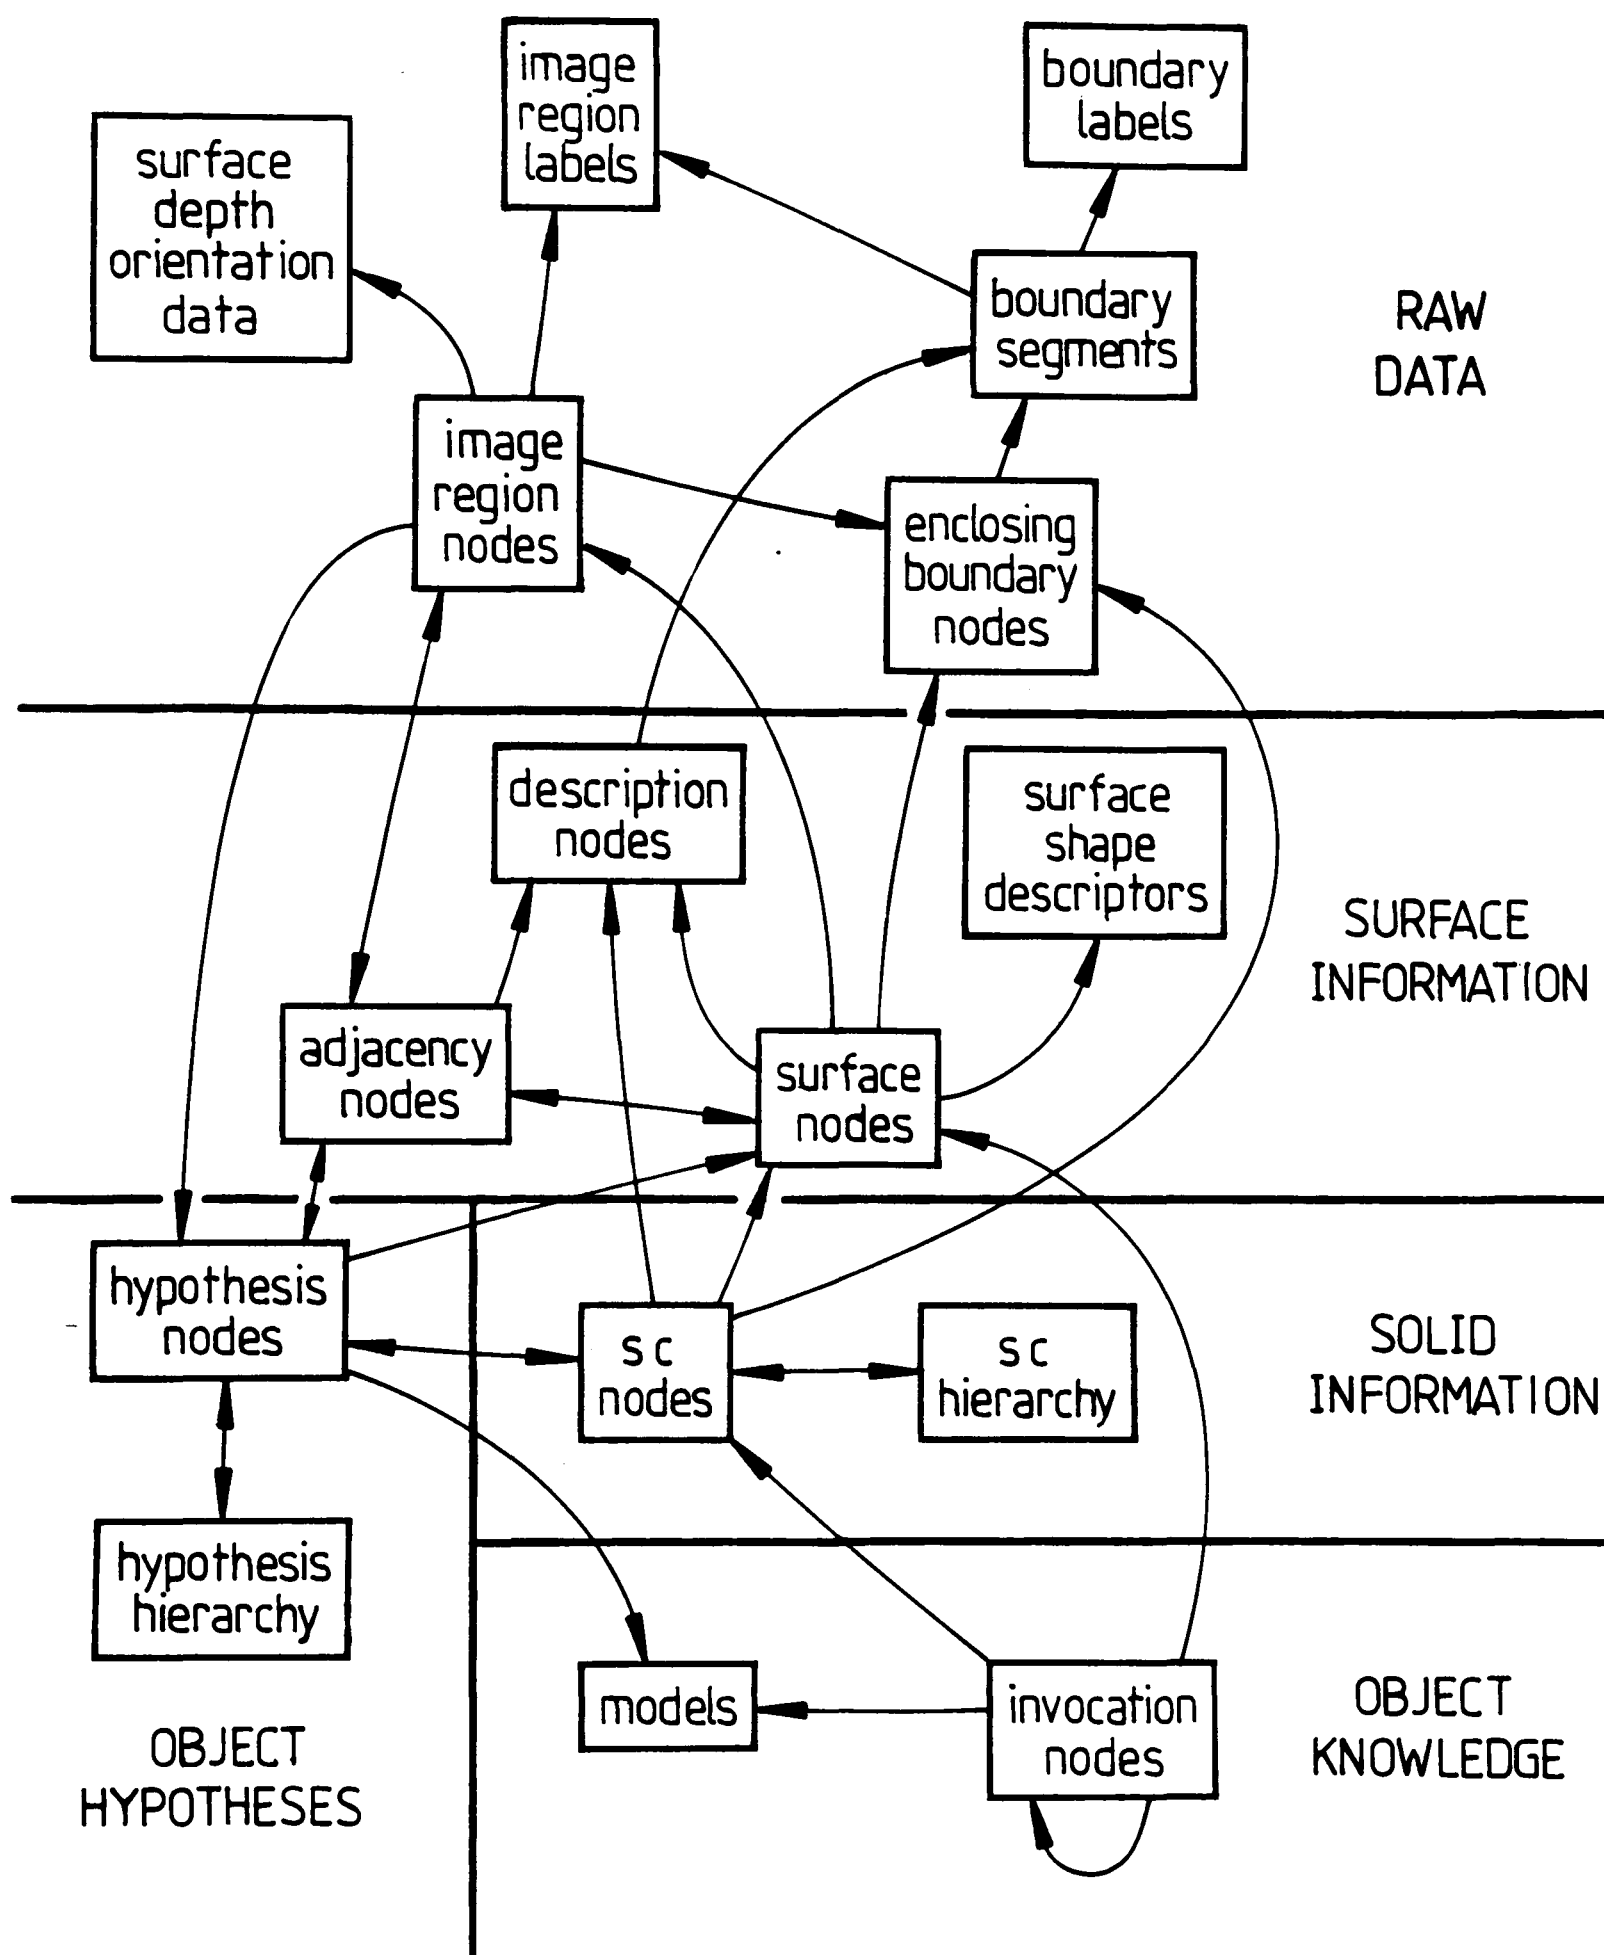 image
region
labels
boundary
labels
surface
depth
orientation
data
boundary
segments
RAW
DATA
image
region
nodes
enclosing
boundary
nodes
description
nodes
surface
shape
descriptors
SURFACE
INFORMATION
adjacency
nodes
surface
nodes
hypothesis
nodes
sc
nodes
sc
hierarchy
SOLID
INFORMATION
hypothesis
hierarchy
models
invocation
nodes
OBJECT
KNOWLEDGE
OBJECT
HYPOTHESES